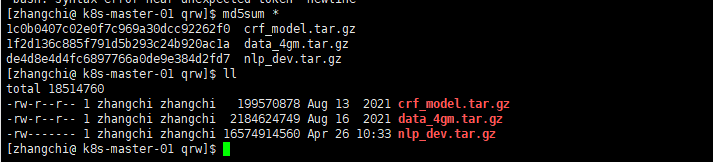 -bash: syntax error near unexpected token `newline'
[zhangchi@ k8s-master-01 qrw]$ md5sum *
1c0b0407c02e0f7c969a30dcc92262f0  crf_model.tar.gz
1f2d136c885f791d5b293c24b920ac1a  data_4gm.tar.gz
de4d8e4d4fc6897766a0de9e384d2fd7  nlp_dev.tar.gz
[zhangchi@ k8s-master-01 qrw]$ ll
total 18514760
-rw-r--r-- 1 zhangchi zhangchi   199570878 Aug 13  2021 crf_model.tar.gz
-rw-r--r-- 1 zhangchi zhangchi  2184624749 Aug 16  2021 data_4gm.tar.gz
-rw------- 1 zhangchi zhangchi 16574914560 Apr 26 10:33 nlp_dev.tar.gz
[zhangchi@ k8s-master-01 qrw]$